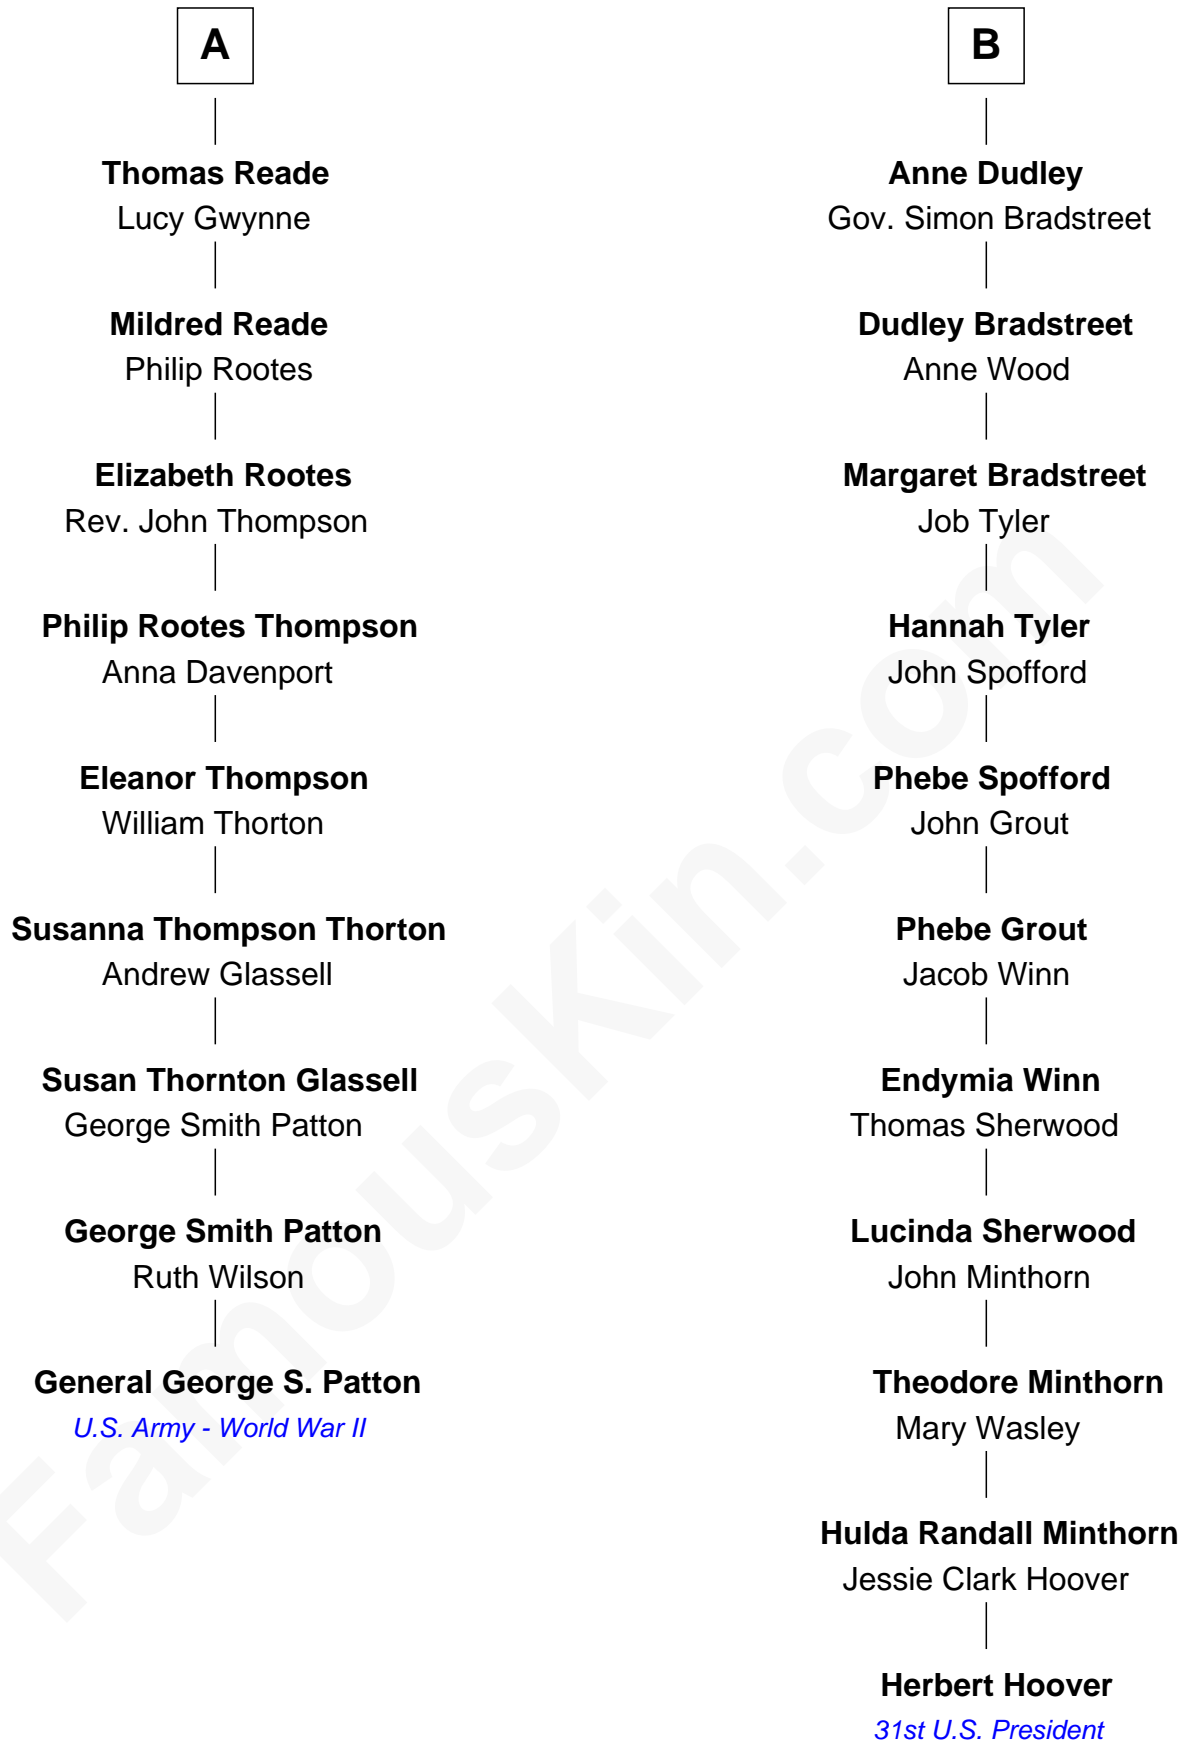 A
Thomas Reade
Lucy Gwynne
Mildred Reade
Philip Rootes
Elizabeth Rootes
Rev. John Thompson
Philip Rootes Thompson
Anna Davenport
Eleanor Thompson
William Thorton
Susanna Thompson Thorton
Andrew Glassell
Susan Thornton Glassell
George Smith Patton
George Smith Patton
Ruth Wilson
General George S. Patton
U.S. Army - World War II
B
Anne Dudley
Gov. Simon Bradstreet
Dudley Bradstreet
Anne Wood
Margaret Bradstreet
Job Tyler
Hannah Tyler
John Spofford
Phebe Spofford
John Grout
Phebe Grout
Jacob Winn
Endymia Winn
Thomas Sherwood
Lucinda Sherwood
John Minthorn
Theodore Minthorn
Mary Wasley
Hulda Randall Minthorn
Jessie Clark Hoover
Herbert Hoover
31st U.S. President
FamousKin.com